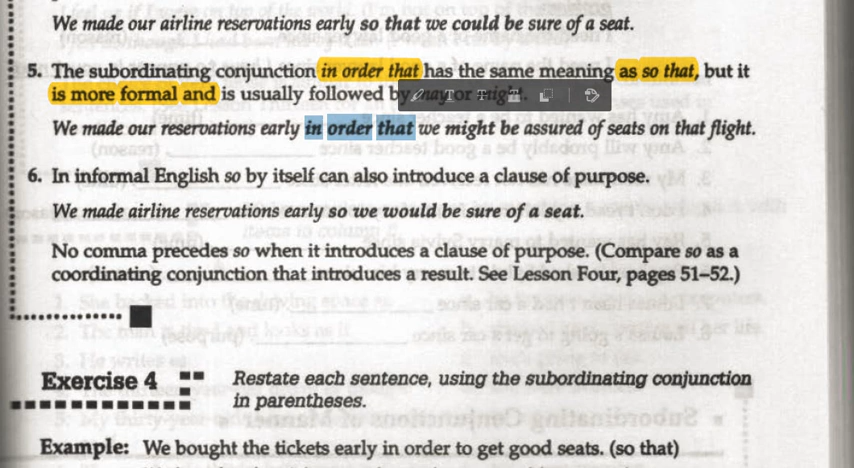 We made our airline reservations early so that we could be sure of a seat.
5. The subordinating conjunction in order that has the same meaning as so that, but it
is more formal and is usually followed by may or might.
We made our reservations early in order that we might be assured of seats on that flight.
6. In informal English so by itself can also introduce a clause of purpose.
We made airline reservations early so we would be sure of a seat.
No comma precedes so when it introduces a clause of purpose. (Compare so as a
coordinating conjunction that introduces a result. See Lesson Four, pages 51–52.)
Exercise 4
Restate each sentence, using the subordinating conjunction
in parentheses.
Example: We bought the tickets early in order to get good seats. (so that)